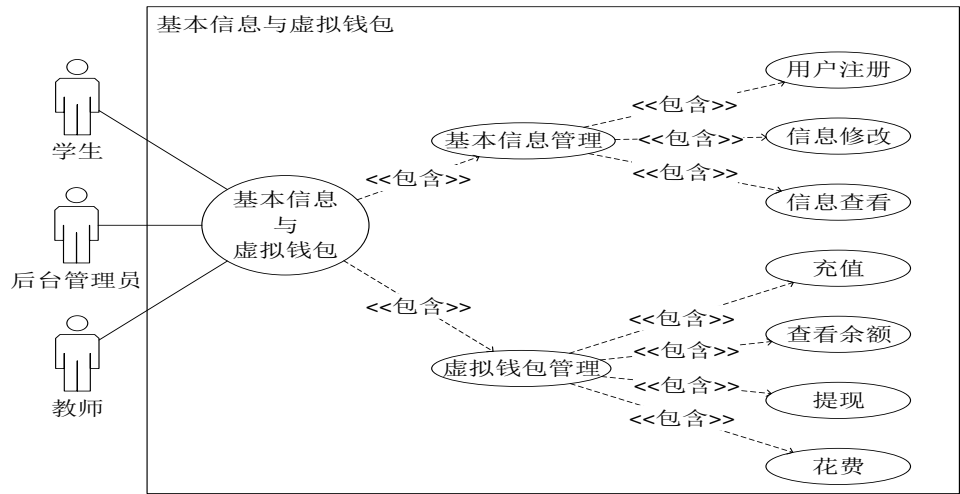 基本信息与虚拟钱包
学生
后台管理员
教师
基本信息
与
虚拟钱包
<<包含>>
<<包含>>
基本信息管理
<<包含>>
<<包含>>
<<包含>>
用户注册
信息修改
信息查看
虚拟钱包管理
<<包含>>
<<包含>>
<<包含>>
<<包含>>
充值
查看余额
提现
花费